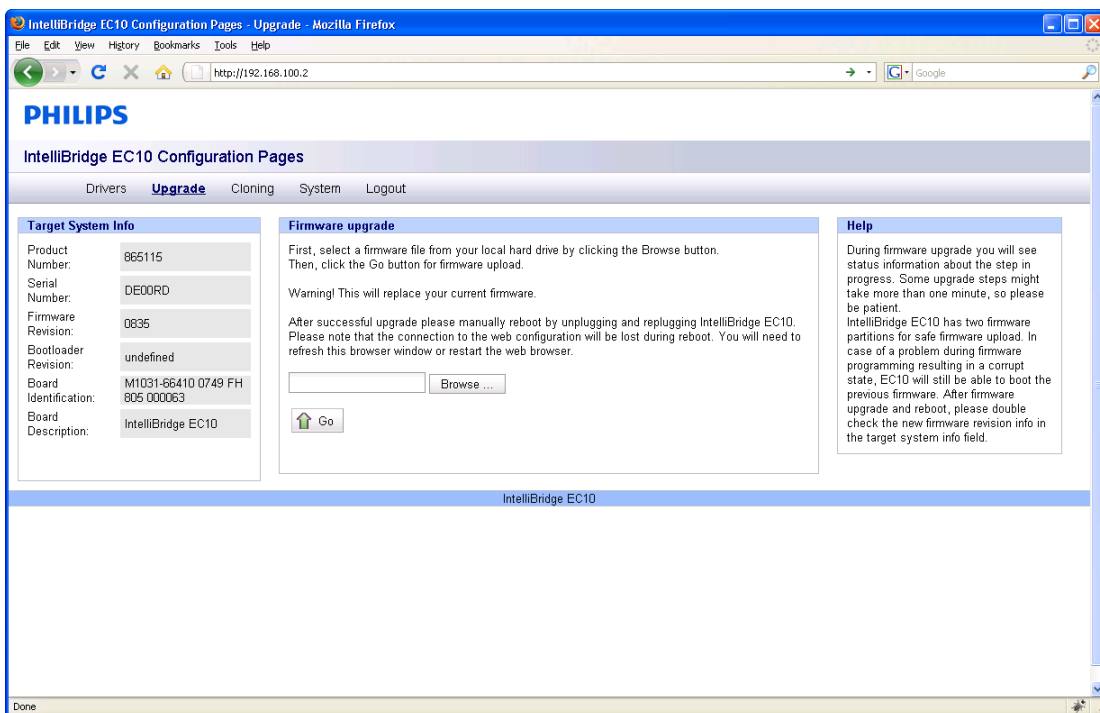 IntelliBridge EC10 Configuration Pages - Upgrade - Mozilla Firefox
File Edit View History Bookmarks Tools Help
http://192.168.100.2
G Google
PHILIPS
IntelliBridge EC10 Configuration Pages
Drivers Upgrade Cloning System Logout
Target System Info
Product
Number:
865115
Serial
Number:
DE00RD
Firmware
Revision:
0835
Bootloader
Revision:
undefined
Board
Identification:
M1031-66410 0749 FH
805 000063
Board
Description:
IntelliBridge EC10
Firmware upgrade
First, select a firmware file from your local hard drive by clicking the Browse button.
Then, click the Go button for firmware upload.
Warning! This will replace your current firmware.
After successful upgrade please manually reboot by unplugging and replugging IntelliBridge EC10.
Please note that the connection to the web configuration will be lost during reboot. You will need to
refresh this browser window or restart the web browser.
Browse ...
Go
Help
During firmware upgrade you will see
status information about the step in
progress. Some upgrade steps might
take more than one minute, so please
be patient.
IntelliBridge EC10 has two firmware
partitions for safe firmware upload. In
case of a problem during firmware
programming resulting in a corrupt
state, EC10 will still be able to boot the
previous firmware. After firmware
upgrade and reboot, please double
check the new firmware revision info in
the target system info field.
IntelliBridge EC10
Done